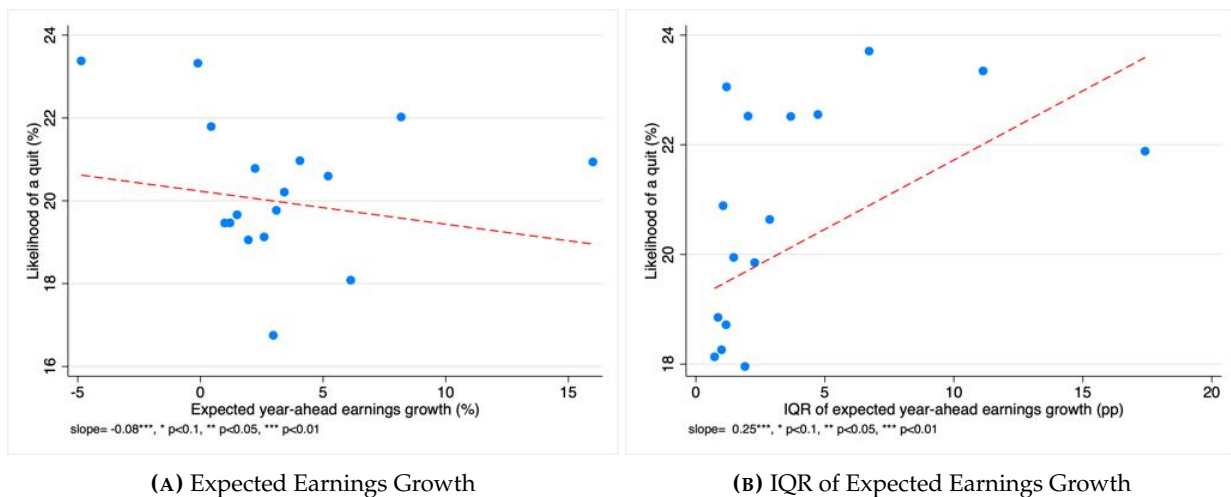 24
22
20
18
16
Likelihood of a quit (%)
-5 0 5 10 15
Expected year-ahead earnings growth (%)
slope= -0.08***, * p<0.1, ** p<0.05, *** p<0.01
(A) Expected Earnings Growth
24
22
20
18
Likelihood of a quit (%)
0 5 10 15 20
IQR of expected year-ahead earnings growth (pp)
slope= 0.25***, * p<0.1, ** p<0.05, *** p<0.01
(B) IQR of Expected Earnings Growth